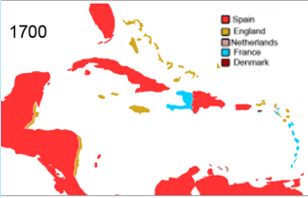 1700
Spain
England
Netherlands
France
Denmark